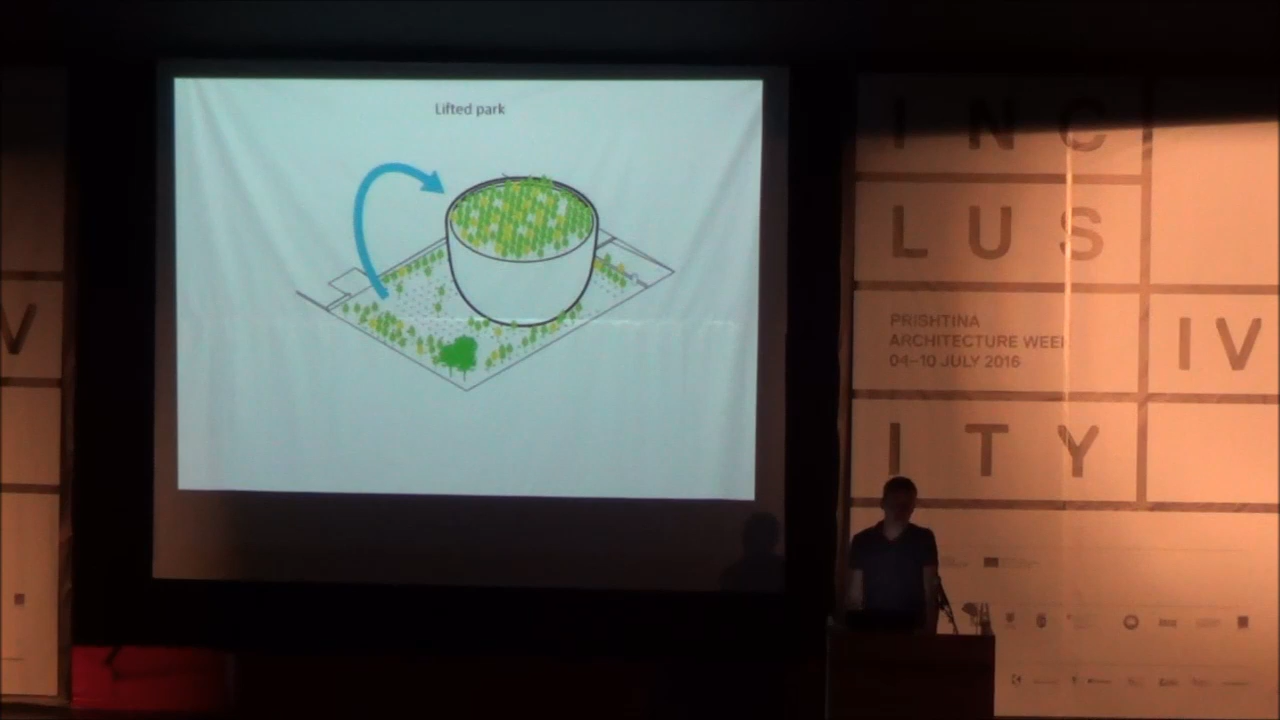 Lifted park
I N C
L U S
PRISHTINA
ARCHITECTURE WEEK
04–10 JULY 2016
I V
I T Y
V